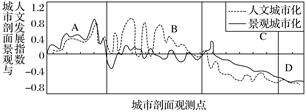 城市剖面景观与
人文发展指数
0.8
0.4
0
-0.4
-0.8
A
B
C
D
人文城市化
景观城市化
城市剖面观测点